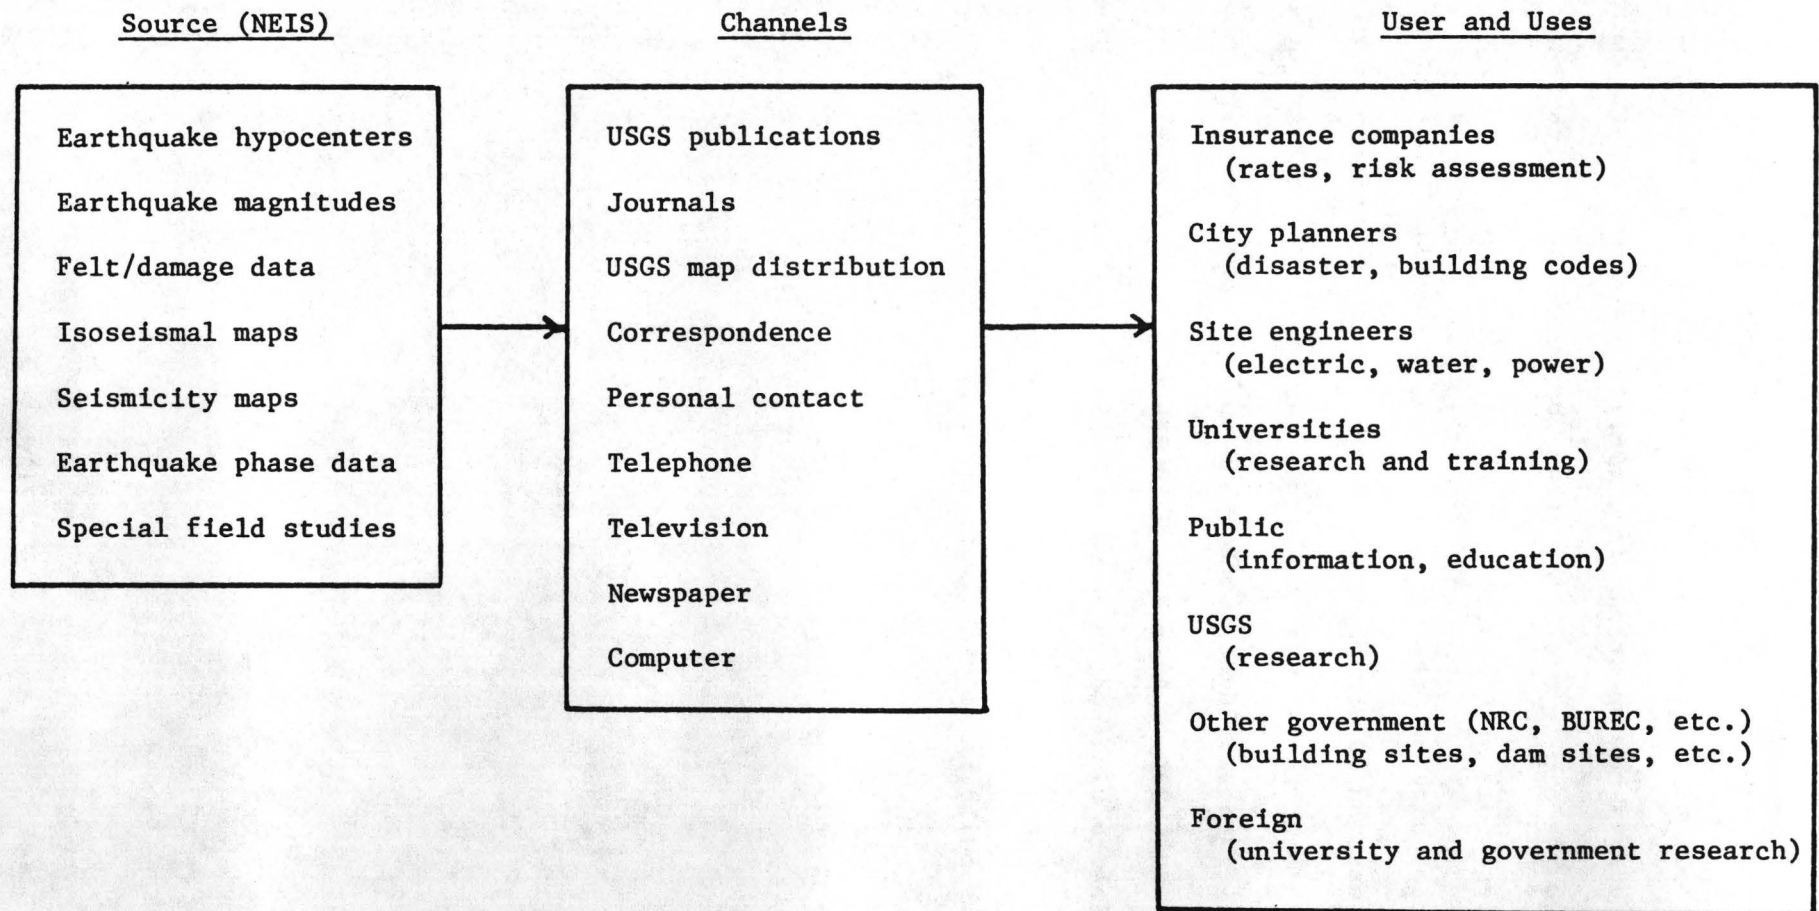 Source (NEIS)
Earthquake hypocenters
Earthquake magnitudes
Felt/damage data
Isoseismal maps
Seismicity maps
Earthquake phase data
Special field studies
Channels
USGS publications
Journals
USGS map distribution
Correspondence
Personal contact
Telephone
Television
Newspaper
Computer
User and Uses
Insurance companies
(rates, risk assessment)
City planners
(disaster, building codes)
Site engineers
(electric, water, power)
Universities
(research and training)
Public
(information, education)
USGS
(research)
Other government (NRC, BUREC, etc.)
(building sites, dam sites, etc.)
Foreign
(university and government research)